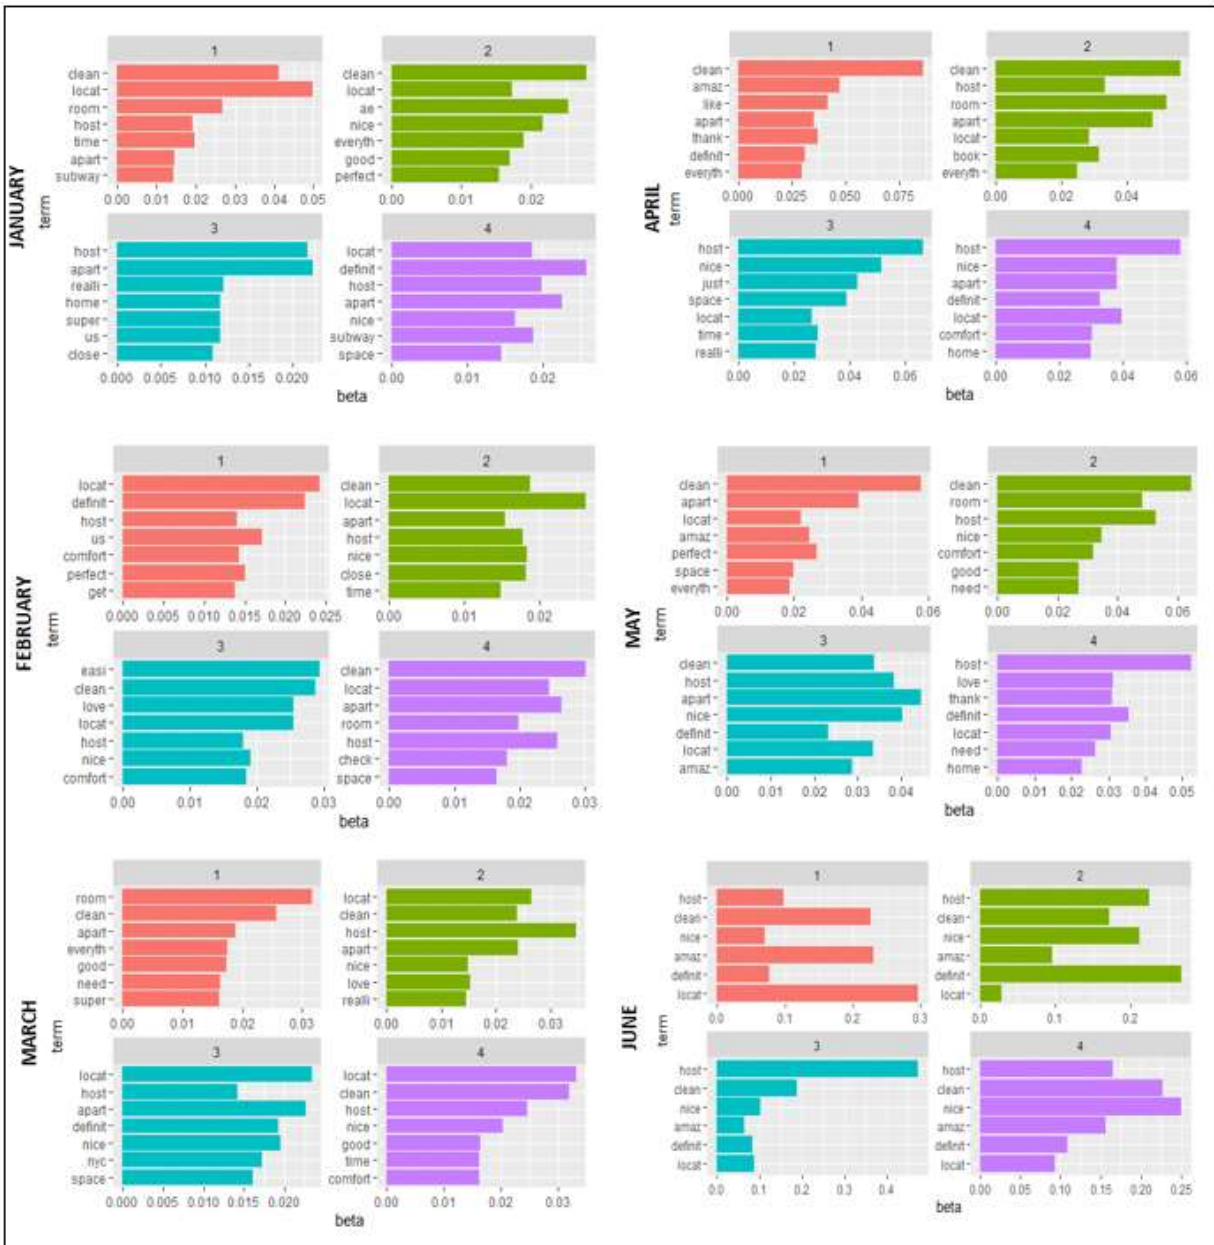 JANUARY
term
1
clean
locat
room
host
time
apart
subway
0.00 0.01 0.02 0.03 0.04 0.05
2
clean
locat
ae
nice
everyth
good
perfect
0.00 0.01 0.02
3
host
apart
realli
home
super
us
close
0.000 0.005 0.010 0.015 0.020
4
locat
definit
host
apart
nice
subway
space
0.00 0.01 0.02
beta
APRIL
term
1
clean
amaz
like
apart
thank
definit
everyth
0.00 0.025 0.050 0.075
2
clean
host
room
apart
locat
book
everyth
0.00 0.02 0.04
3
host
nice
just
space
locat
time
realli
0.00 0.02 0.04 0.06
4
host
nice
apart
definit
locat
comfort
home
0.00 0.02 0.04 0.06
beta
FEBRUARY
term
1
locat
definit
host
us
comfort
perfect
get
0.000 0.005 0.010 0.015 0.020 0.025
2
clean
locat
apart
host
nice
close
time
0.00 0.01 0.02
3
easi
clean
love
locat
host
nice
comfort
0.00 0.01 0.02 0.03
4
clean
locat
apart
room
host
check
space
0.00 0.01 0.02 0.03
beta
MAY
term
1
clean
apart
locat
amaz
perfect
space
everyth
0.00 0.02 0.04 0.06
2
clean
room
host
nice
comfort
good
need
0.00 0.02 0.04 0.06
3
clean
host
apart
nice
definit
locat
amaz
0.00 0.01 0.02 0.03 0.04
4
host
love
thank
definit
locat
need
home
0.00 0.01 0.02 0.03 0.04 0.05
beta
MARCH
term
1
room
clean
apart
everyth
good
need
super
0.00 0.01 0.02 0.03
2
locat
clean
host
apart
nice
love
realli
0.00 0.01 0.02 0.03
3
locat
host
apart
definit
nice
nyc
space
0.000 0.005 0.010 0.015 0.020
4
locat
clean
host
nice
good
time
comfort
0.00 0.01 0.02 0.03
beta
JUNE
term
1
host
clean
nice
amaz
definit
locat
0.0 0.1 0.2 0.3
2
host
clean
nice
amaz
definit
locat
0.0 0.1 0.2
3
host
clean
nice
amaz
definit
locat
0.0 0.1 0.2 0.3 0.4
4
host
clean
nice
amaz
definit
locat
0.00 0.05 0.10 0.15 0.20 0.25
beta